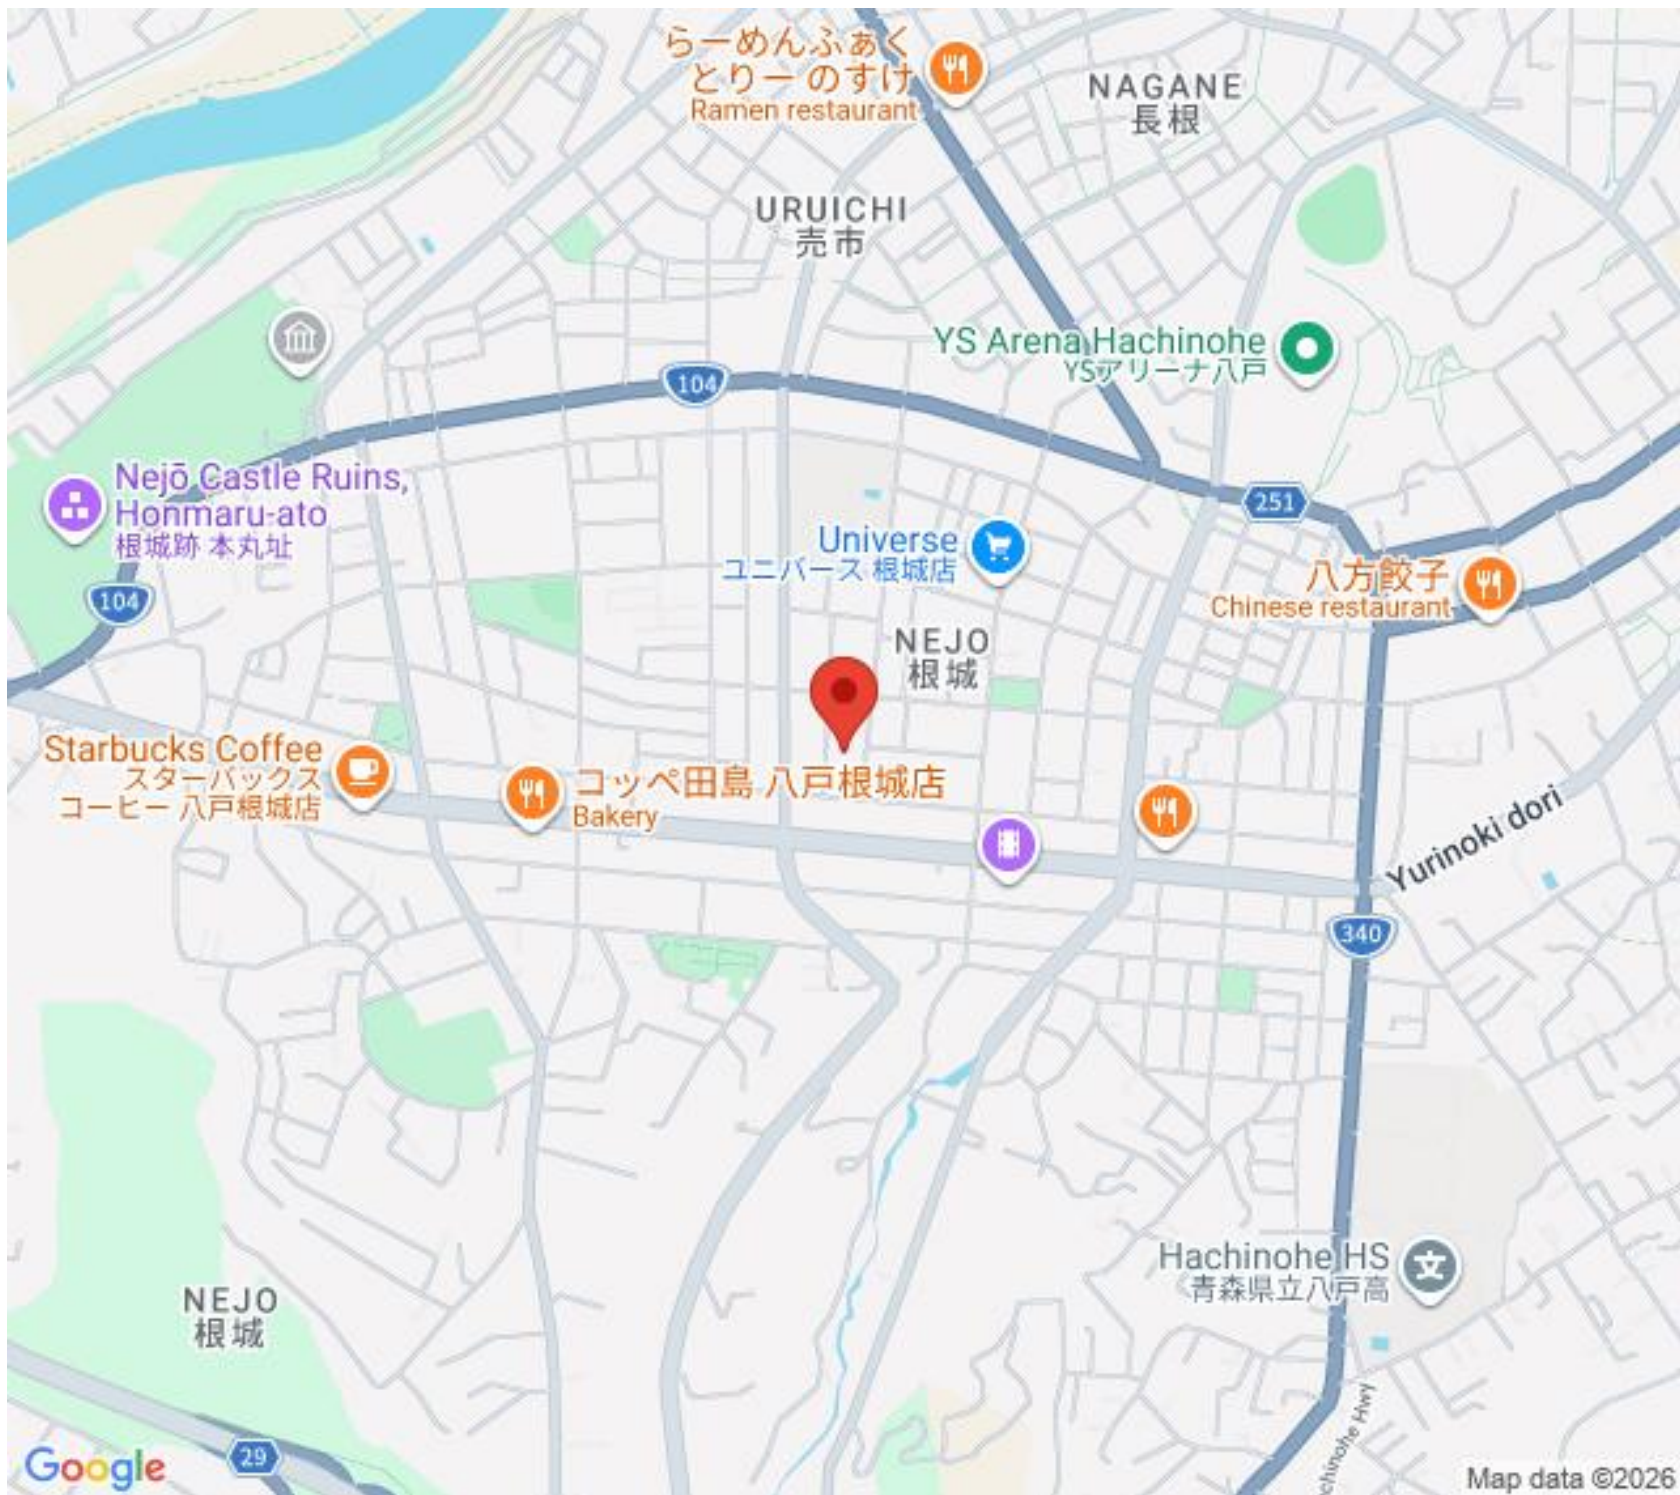 らーめんふぁく
とりー のすけ
Ramen restaurant
NAGANE
長根
URUICHI
売市
YS Arena Hachinohe
YSアリーナ八戸
104
251
Nejō Castle Ruins,
Honmaru-ato
根城跡 本丸址
Universe
ユニバース 根城店
104
八方餃子
Chinese restaurant
NEJO
根城
Starbucks Coffee
スターバックス
コーヒー 八戸根城店
コッペ田島 八戸根城店
Bakery
Yurinoki dori
340
Hachinohe HS
青森県立八戸高
文
NEJO
根城
29
chinohe Hwy
Google
Map data ©2026